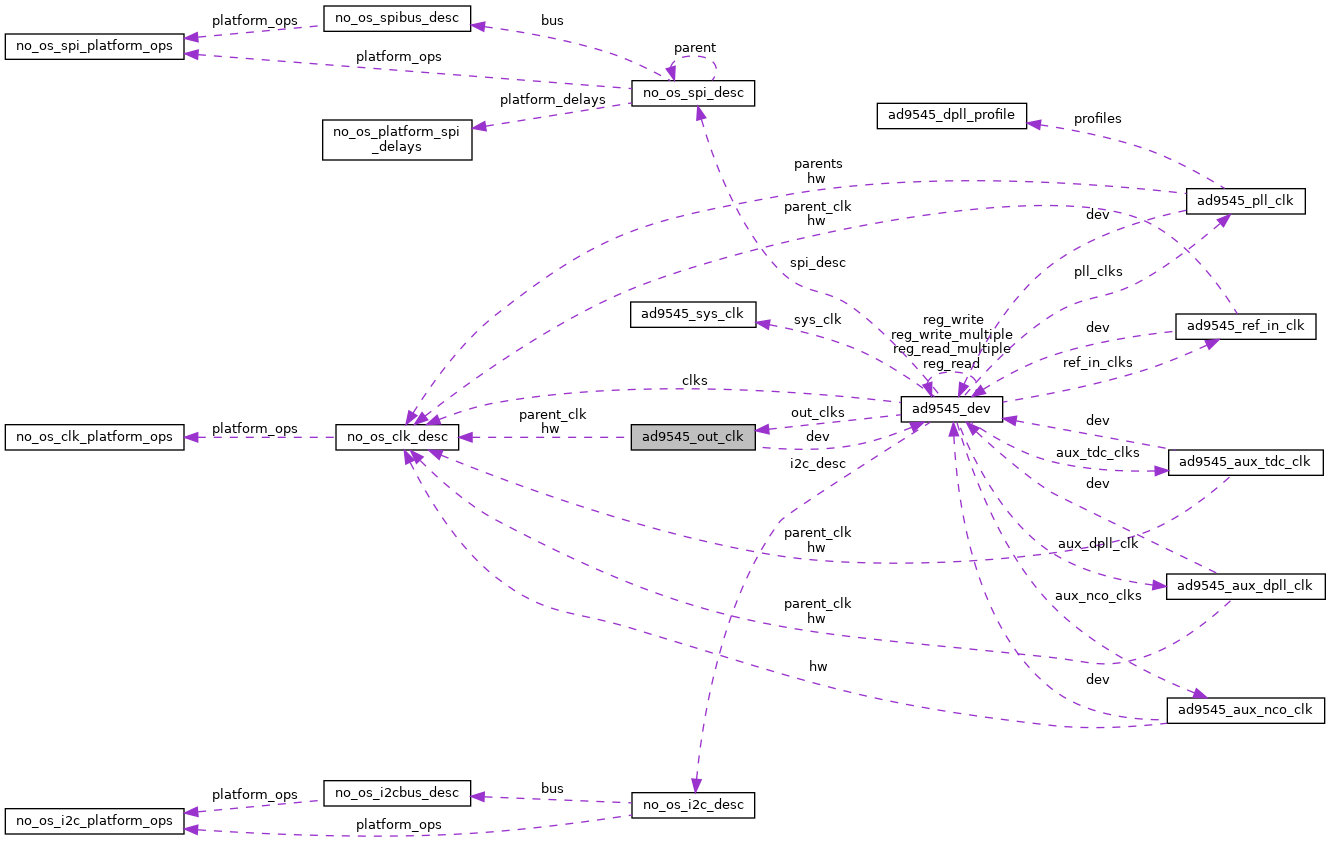 platform_ops
no_os_spibus_desc
bus
no_os_spi_platform_ops
parent
platform_ops
no_os_spi_desc
platform_delays
ad9545_dpll_profile
profiles
no_os_platform_spi
_delays
parents
hw
ad9545_pll_clk
parent_clk
hw
dev
spi_desc
pll_clks
ad9545_sys_clk
sys_clk
reg_write
reg_write_multiple
reg_read_multiple
reg_read
dev
ad9545_ref_in_clk
ref_in_clks
clks
ad9545_dev
parent_clk
hw
out_clks
dev
dev
platform_ops
no_os_clk_platform_ops
no_os_clk_desc
ad9545_out_clk
aux_tdc_clks
ad9545_aux_tdc_clk
i2c_desc
dev
parent_clk
hw
aux_dpll_clk
ad9545_aux_dpll_clk
aux_nco_clks
parent_clk
hw
hw
dev
ad9545_aux_nco_clk
platform_ops
no_os_i2cbus_desc
bus
no_os_i2c_desc
no_os_i2c_platform_ops
platform_ops